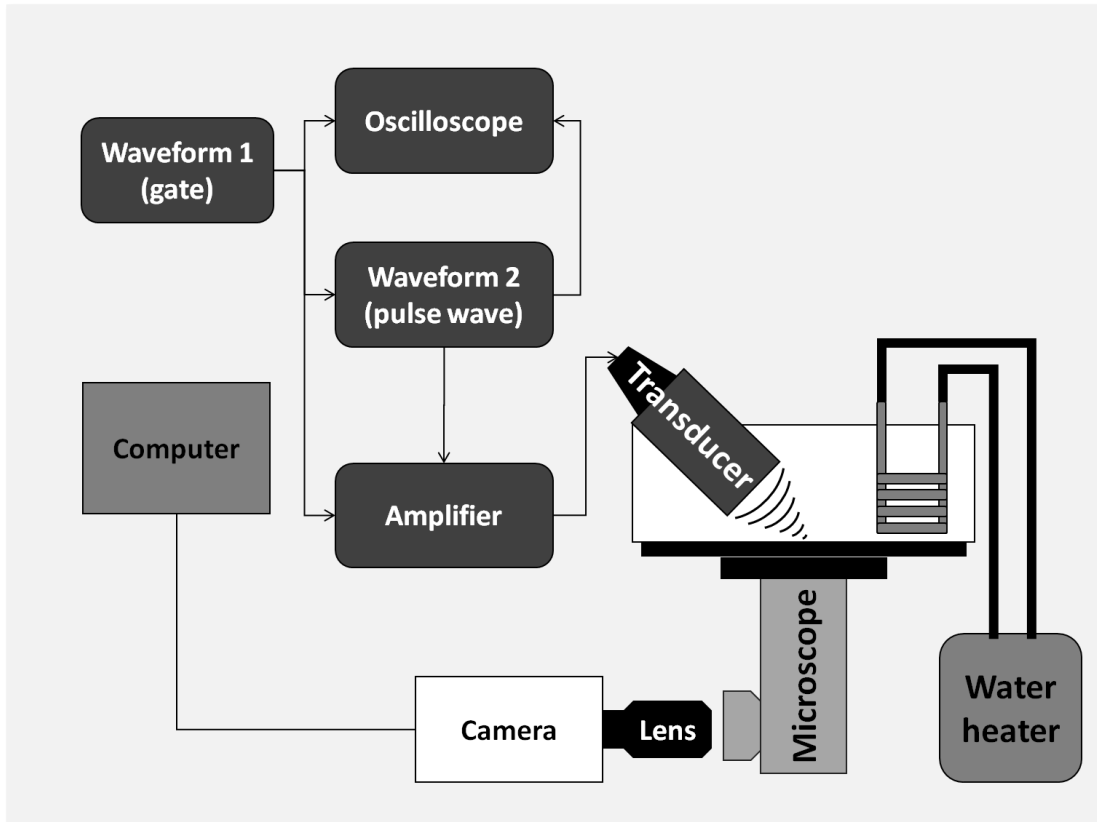 Oscilloscope
Waveform 1
(gate)
Waveform 2
(pulse wave)
Transducer
Computer
Amplifier
Microscope
Water
heater
Camera
Lens